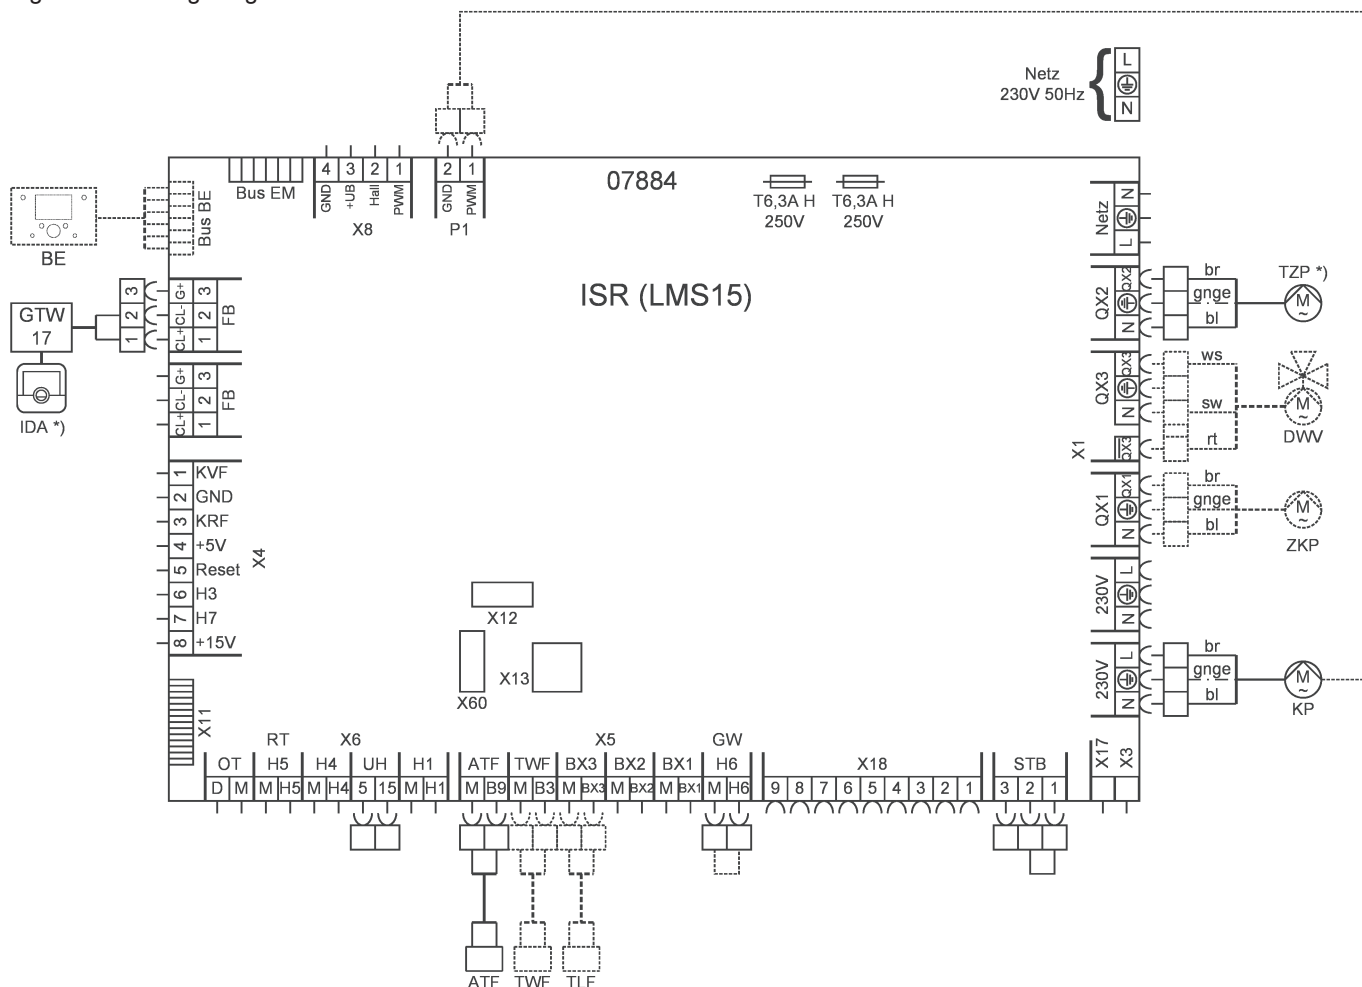 L
Netz
230V 50Hz
N
4 3 2 1
2 1
07884
Bus EM
GND +UB Hall PWM
GND PWM
T6,3A H
250V
T6,3A H
250V
X8
P1
Bus BE
BE
Netz
N
L
ISR (LMS15)
3 G+ 3
2 CL- 2
1 CL+ 1
FB
GTW
17
IDA *)
G+ 3
CL- 2
CL+ 1
FB
QX2
QX2
N
br
gnge
bl
TZP *)
M
~
QX3
QX3
N
QX3
ws
sw
rt
M
~
DWV
X1
QX1
QX1
N
br
gnge
bl
M
~
ZKP
1 KVF
2 GND
3 KRF
4 +5V
5 Reset
6 H3
7 H7
8 +15V
X4
230V
L
N
X12
X13
X60
230V
L
N
br
gnge
bl
M
~
KP
X11
RT X6 X5 GW
OT H5 H4 UH H1 ATF TWF BX3 BX2 BX1 H6 X18 STB
X17 X3
D M M H5 M H4 5 15 M H1 M B9 M B3 M BX3 M BX2 M BX1 M H6 9 8 7 6 5 4 3 2 1 3 2 1
ATF TWF TLF